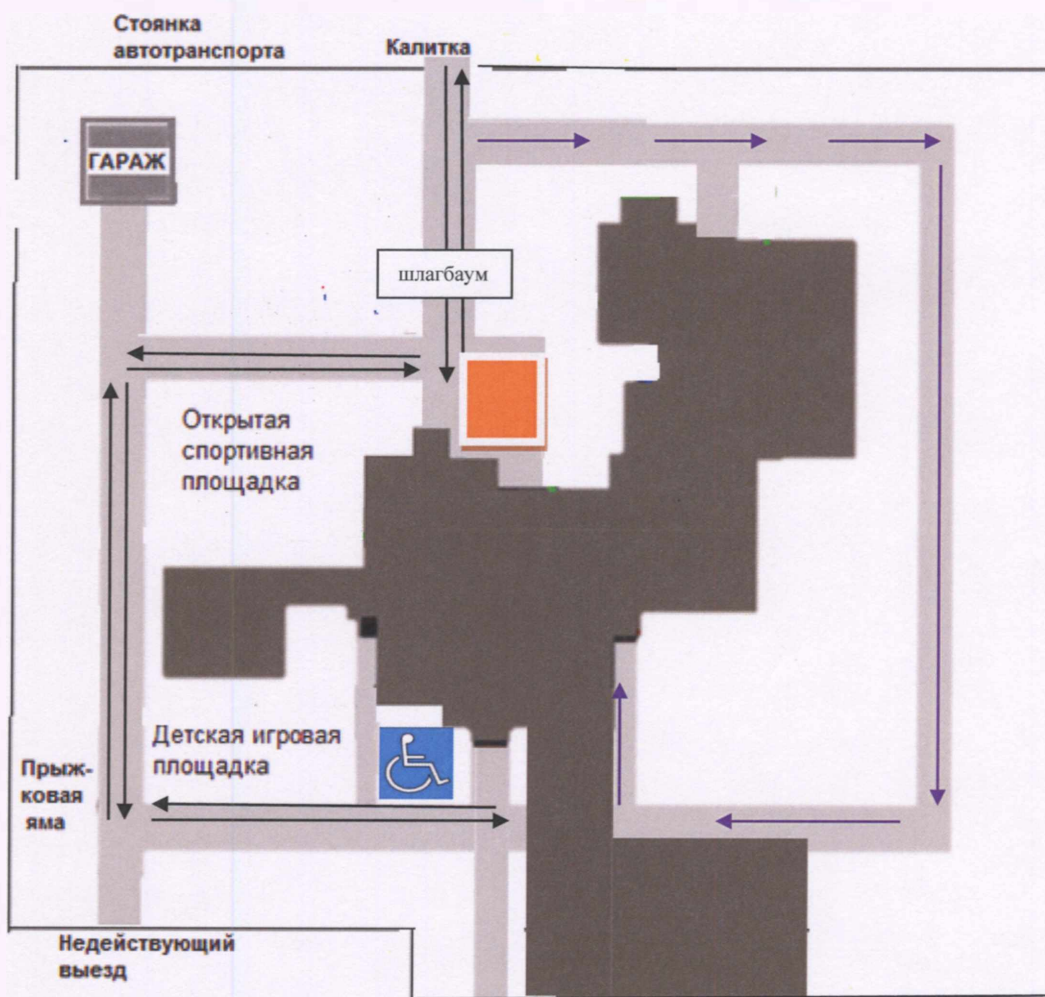 Стоянка
автотранспорта
Калитка
ГАРАЖ
шлагбаум
Открытая
спортивная
площадка
Детская игровая
площадка
Прыж-
ковая
яма
Недействующий
выезд